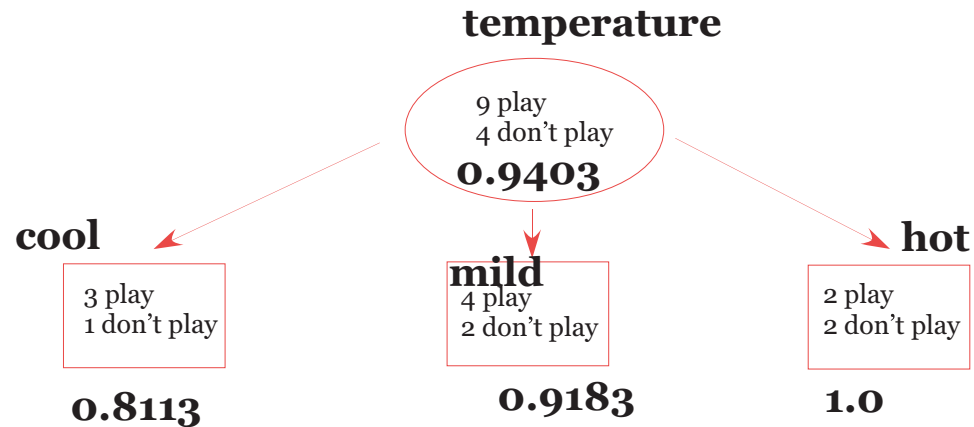 temperature
9 play
4 don’t play
0.9403
cool
mild
hot
3 play
1 don’t play
4 play
2 don’t play
2 play
2 don’t play
0.8113
0.9183
1.0